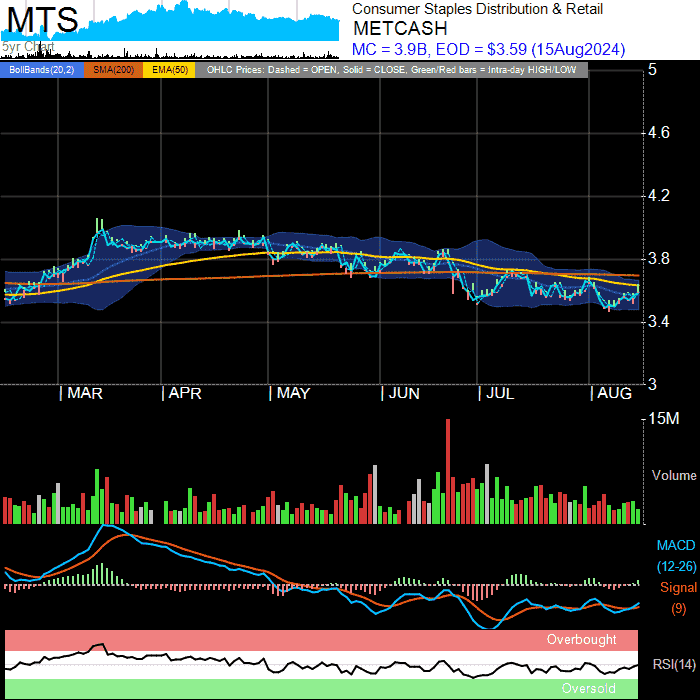 MTS
5yr Chart
Consumer Staples Distribution & Retail
METCASH
MC = 3.9B, EOD = $3.59 (15Aug2024)
BollBands(20,2) SMA(200) EMA(50) OHLC Prices: Dashed = OPEN, Solid = CLOSE, Green/Red bars = Intra-day HIGH/LOW
5
4.6
4.2
3.8
3.4
3
MAR APR MAY JUN JUL AUG
15M
Volume
MACD
(12-26)
Signal
(9)
Overbought
RSI(14)
Oversold